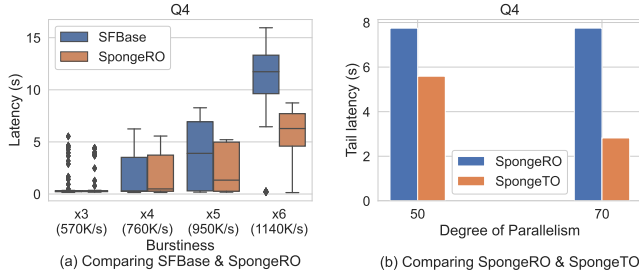 Q4
Latency (s)
15
10
5
0
SFBase
SpongeRO
x3
(570K/s)
x4
(760K/s)
x5
(950K/s)
x6
(1140K/s)
Burstiness
(a) Comparing SFBase & SpongeRO
Q4
Tail latency (s)
8
6
4
2
0
SpongeRO
SpongeTO
50
70
Degree of Parallelism
(b) Comparing SpongeRO & SpongeTO